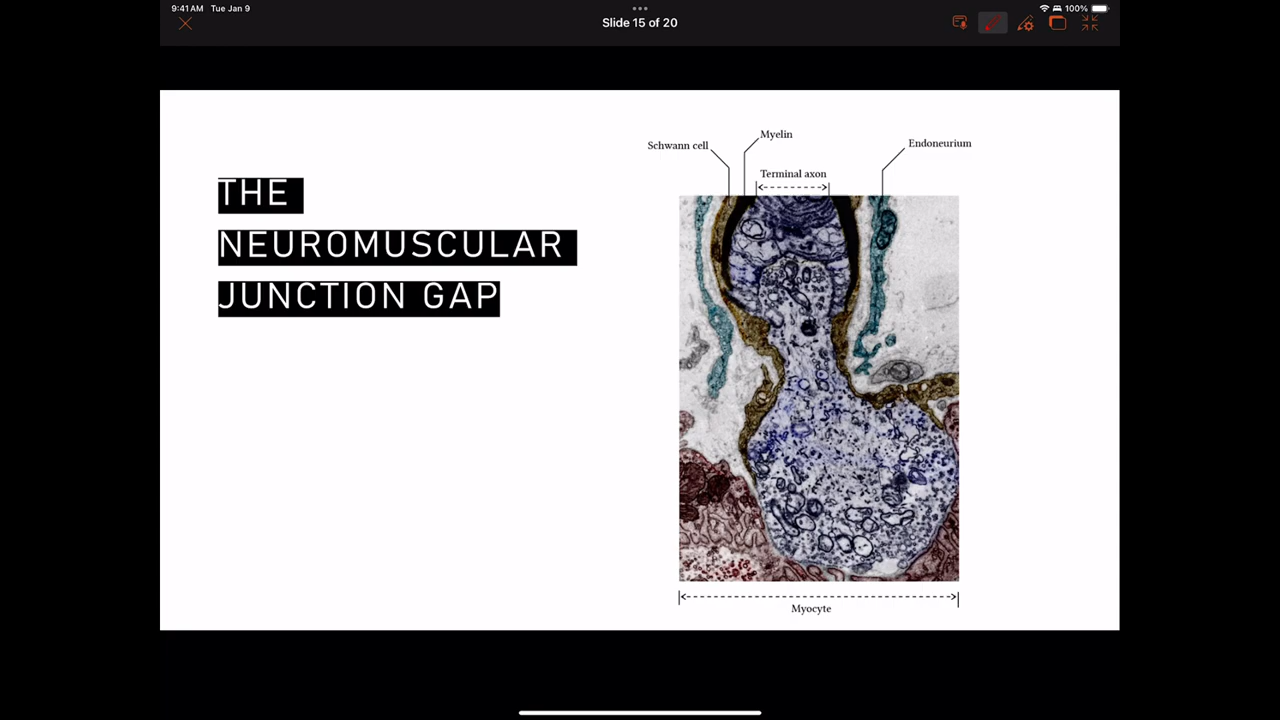 9:41 AM Tue Jan 9
100%
Slide 15 of 20
THE
NEUROMUSCULAR
JUNCTION GAP
Myelin
Schwann cell
Endoneurium
Terminal axon
Myocyte